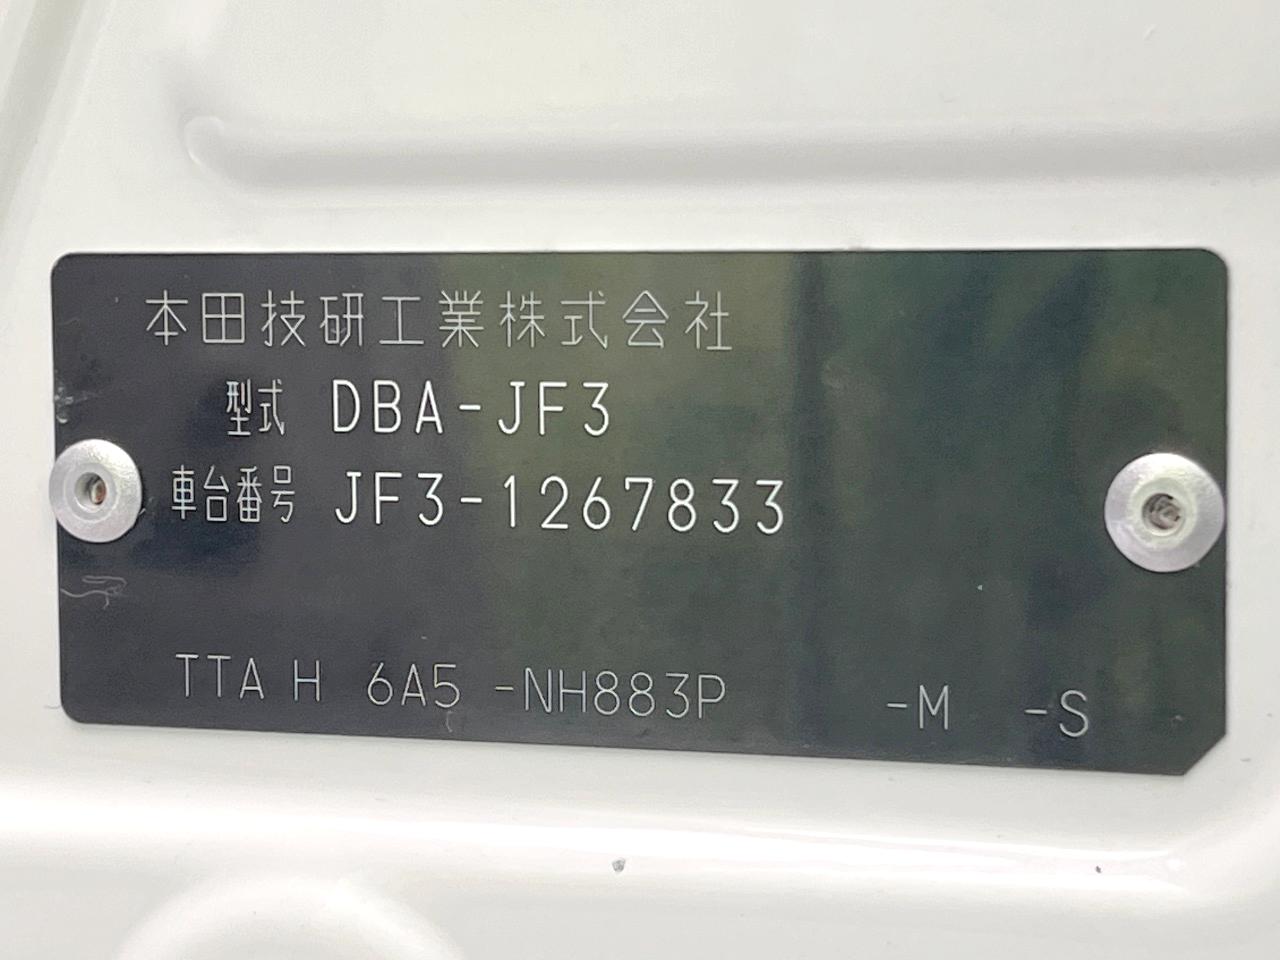 本田技研工業株式会社
型式 DBA-JF3
車台番号 JF3-1267833
TTA H 6A5 -NH883P -M -S